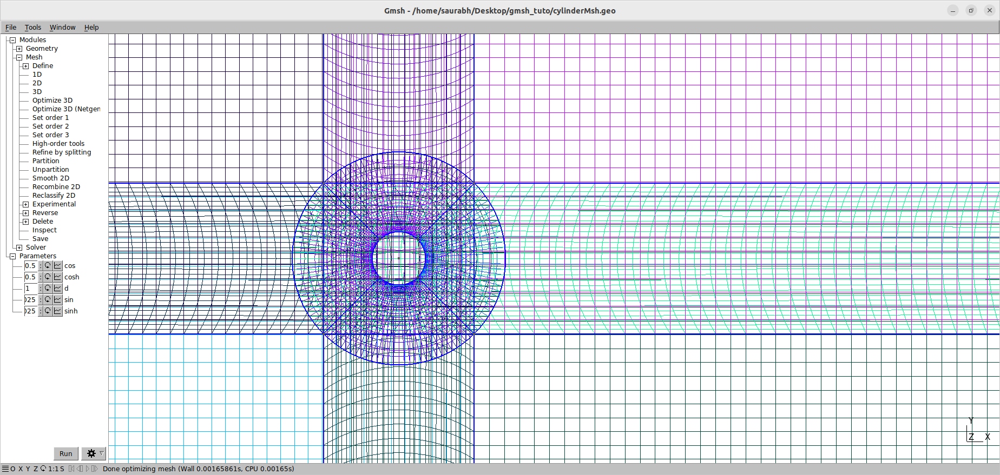 Gmsh - /home/saurabh/Desktop/gmsh_tuto/cylinderMsh.geo
File Tools Window Help
Modules
Geometry
Mesh
Define
1D
2D
3D
Optimize 3D
Optimize 3D (Netgen
Set order 1
Set order 2
Set order 3
High-order tools
Refine by splitting
Partition
Unpartition
Smooth 2D
Recombine 2D
Reclassify 2D
Experimental
Reverse
Delete
Inspect
Save
Solver
Parameters
0.5 : cos
0.5 : cosh
1 : d
025 : sin
025 : sinh
Y
Z X
Run
O X Y Z 1:1 S Done optimizing mesh (Wall 0.00165861s, CPU 0.00165s)